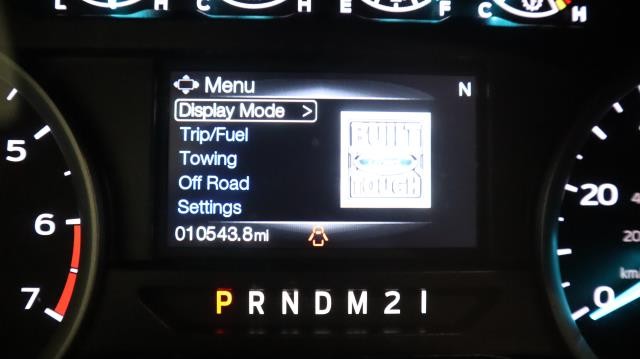 L H C H E F C H
Menu N
Display Mode >
Trip/Fuel
Towing
Off Road
Settings
BUILT
TOUGH
010543.8mi
5
6
7
20
0
km/
P R N D M 2 1